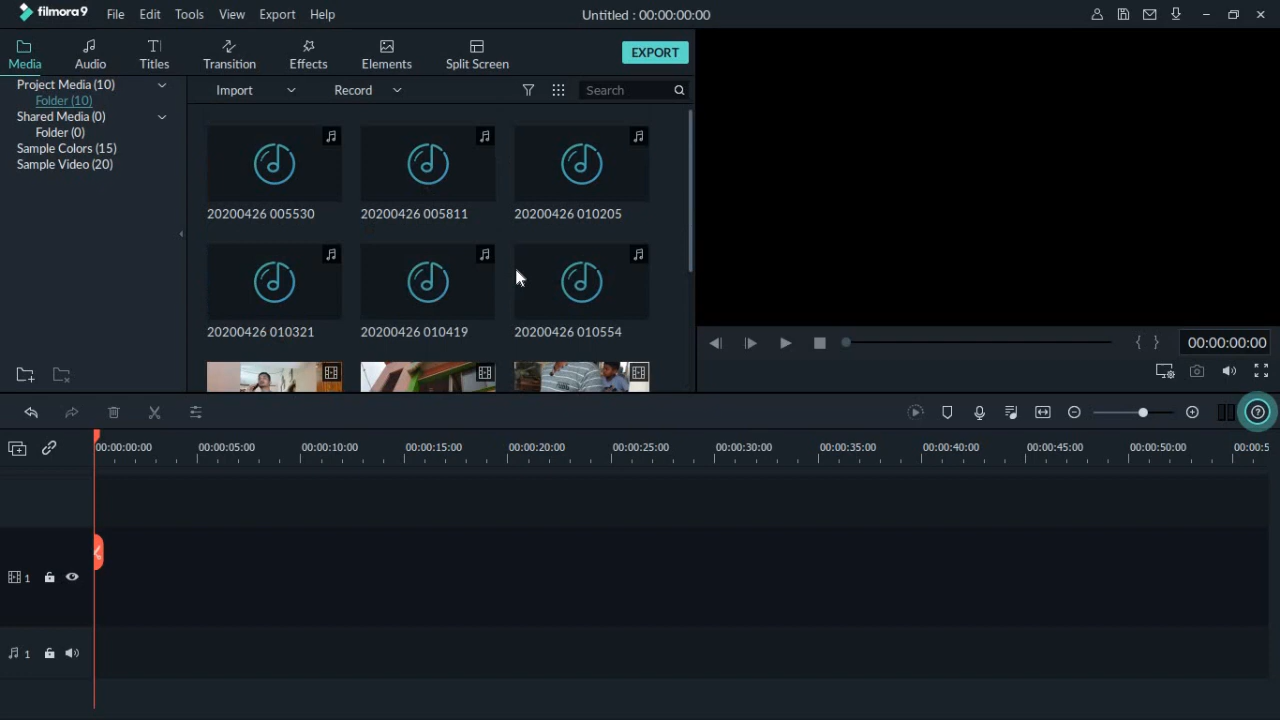 filmora9 File Edit Tools View Export Help Untitled : 00:00:00:00
Media Audio Titles Transition Effects Elements Split Screen EXPORT
Project Media (10)
Folder (10)
Shared Media (0)
Folder (0)
Sample Colors (15)
Sample Video (20)
Import Record Search
20200426 005530 20200426 005811 20200426 010205
20200426 010321 20200426 010419 20200426 010554
00:00:00:00
00:00:00:00 00:00:05:00 00:00:10:00 00:00:15:00 00:00:20:00 00:00:25:00 00:00:30:00 00:00:35:00 00:00:40:00 00:00:45:00 00:00:50:00 00:00:5
1
1